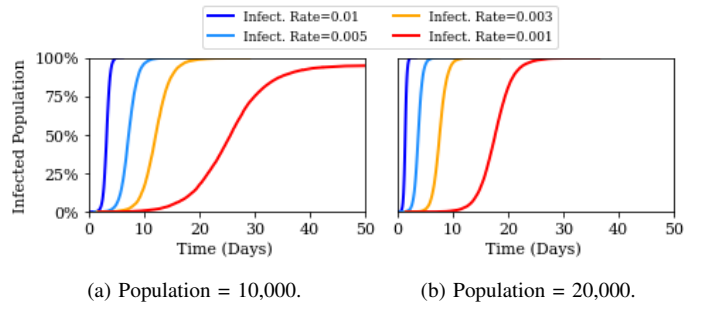 Infect. Rate=0.01 Infect. Rate=0.003
Infect. Rate=0.005 Infect. Rate=0.001
Infected Population
100%
75%
50%
25%
0%
0 10 20 30 40 50
Time (Days)
0 10 20 30 40 50
Time (Days)
(a) Population = 10,000.
(b) Population = 20,000.